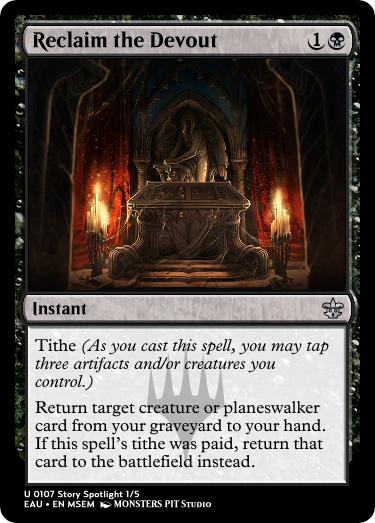 Reclaim the Devout 1
Instant
Tithe (As you cast this spell, you may tap
three artifacts and/or creatures you
control.)
Return target creature or planeswalker
card from your graveyard to your hand.
If this spell's tithe was paid, return that
card to the battlefield instead.
U 0107 Story Spotlight 1/5
EAU • EN MSEM MONSTERS PIT STUDIO